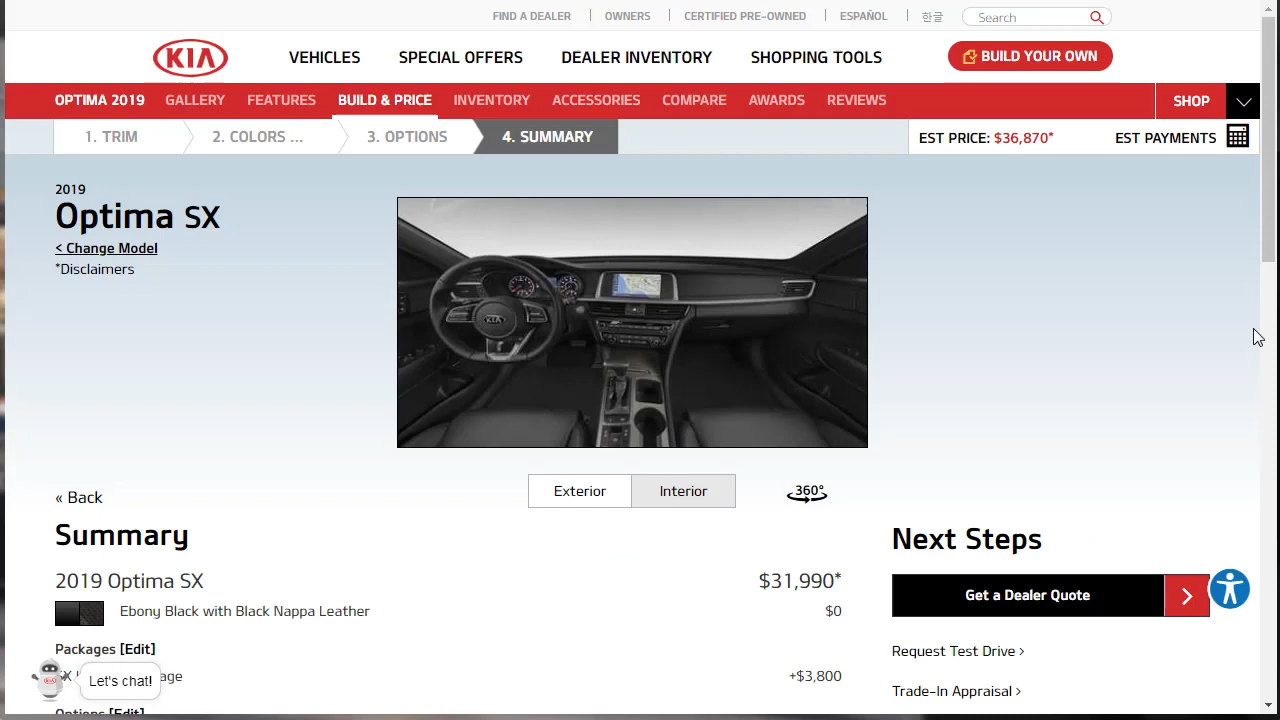 FIND A DEALER
OWNERS
CERTIFIED PRE-OWNED
ESPAÑOL
한글
Search
KIA
VEHICLES
SPECIAL OFFERS
DEALER INVENTORY
SHOPPING TOOLS
BUILD YOUR OWN
OPTIMA 2019
GALLERY
FEATURES
BUILD & PRICE
INVENTORY
ACCESSORIES
COMPARE
AWARDS
REVIEWS
SHOP
1. TRIM
2. COLORS ...
3. OPTIONS
4. SUMMARY
EST PRICE: $36,870*
EST PAYMENTS
2019
Optima SX
< Change Model
*Disclaimers
KIA
« Back
Exterior
Interior
360°
Summary
Next Steps
2019 Optima SX
$31,990*
Get a Dealer Quote
Ebony Black with Black Nappa Leather
$0
Packages [Edit]
Request Test Drive ›
+$3,800
Let's chat!
Trade-In Appraisal ›
Options [Edit]